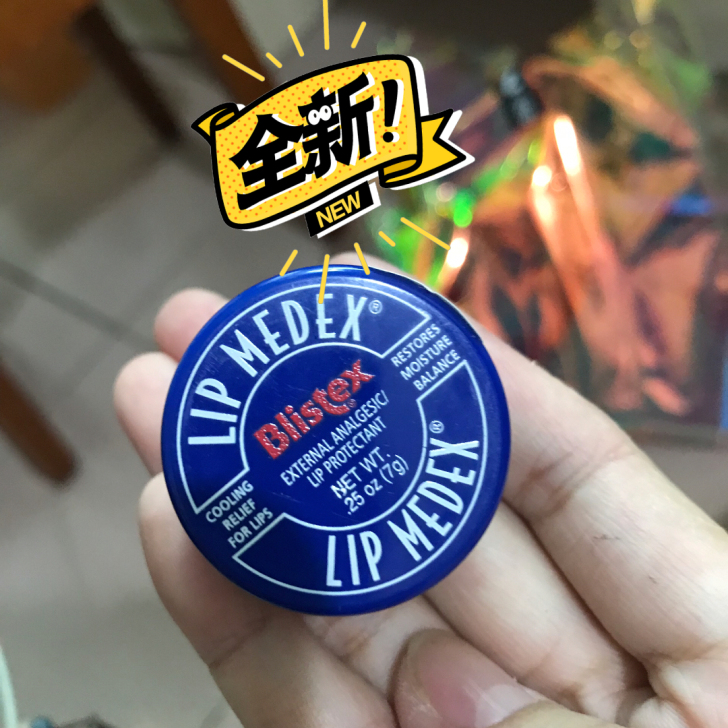 全新!
NEW
LIP MEDEX®
RESTORES
MOISTURE
BALANCE
Blistex®
EXTERNAL ANALGESIC/
LIP PROTECTANT
NET WT.
.25 oz (7g)
COOLING
RELIEF
FOR LIPS
LIP MEDEX®